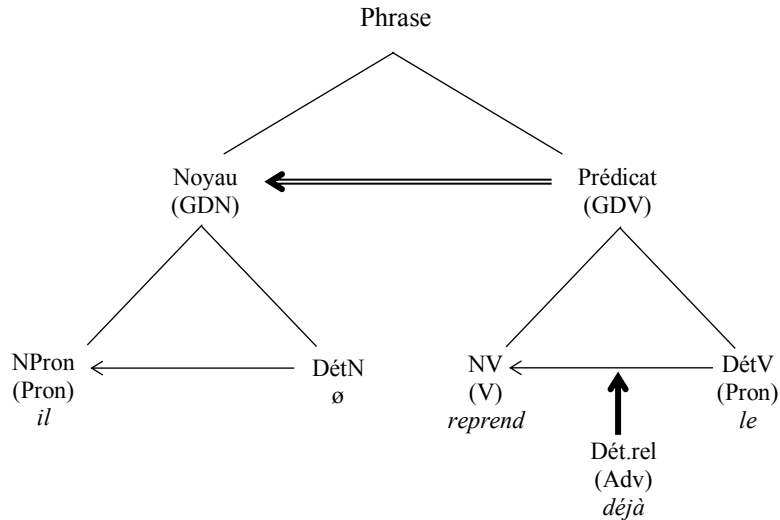 Phrase
Noyau
(GDN)
Prédicat
(GDV)
NPron
(Pron)
il
DétN
ø
NV
(V)
reprend
DétV
(Pron)
le
Dét.rel
(Adv)
déjà